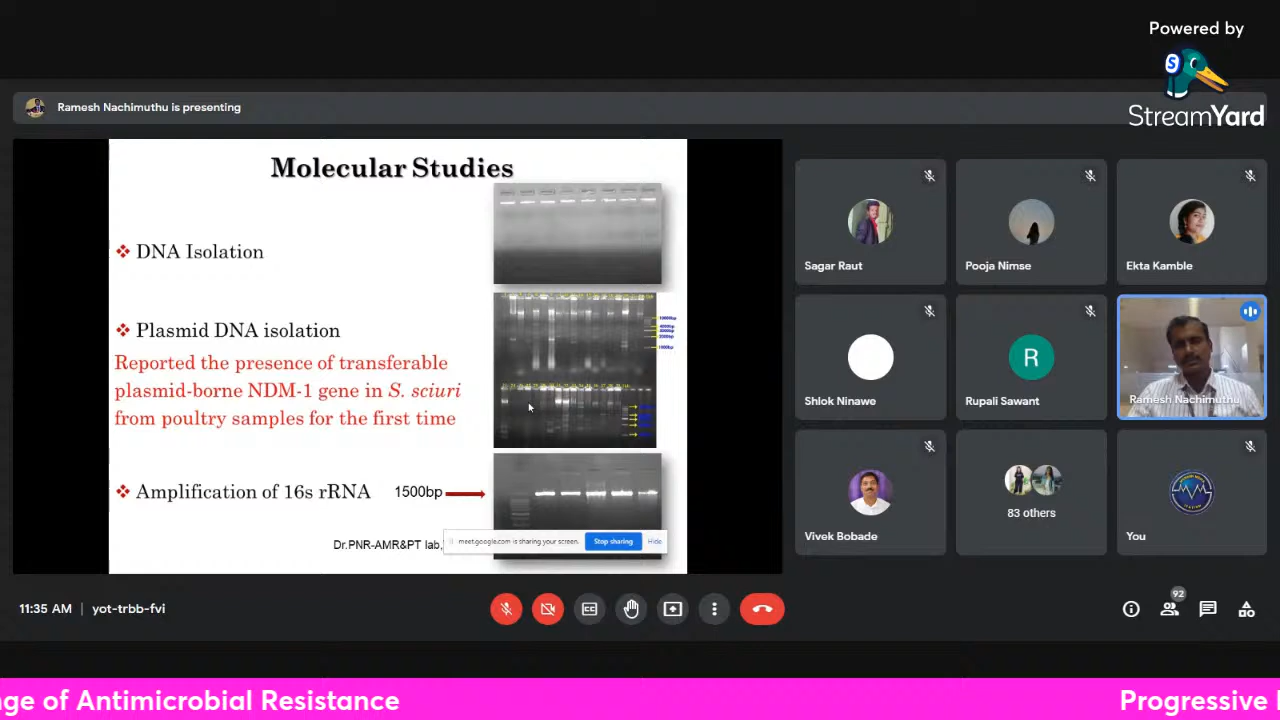 Powered by
StreamYard
Ramesh Nachimuthu is presenting
Molecular Studies
DNA Isolation
Plasmid DNA isolation
Reported the presence of transferable
plasmid-borne NDM-1 gene in S. sciuri
from poultry samples for the first time
Amplification of 16s rRNA
1500bp
Dr.PNR-AMR&PT lab,
meet.google.com is sharing your screen.
Stop sharing
Hide
Sagar Raut
Pooja Nimse
Ekta Kamble
Shlok Ninawe
R
Rupali Sawant
Ramesh Nachimuthu
Vivek Bobade
83 others
You
11:35 AM | yot-trbb-fvi
92
nge of Antimicrobial Resistance
Progressive